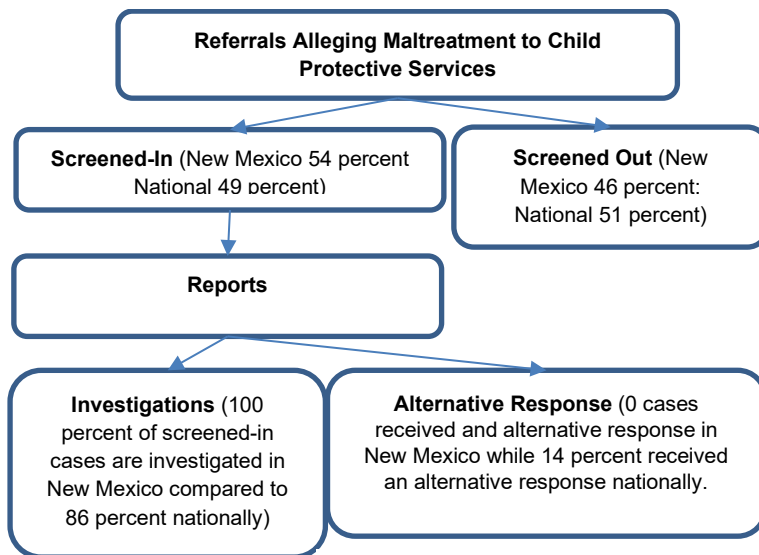 Referrals Alleging Maltreatment to Child
Protective Services
Screened-In (New Mexico 54 percent
National 49 percent)
Screened Out (New
Mexico 46 percent:
National 51 percent)
Reports
Investigations (100
percent of screened-in
cases are investigated in
New Mexico compared to
86 percent nationally)
Alternative Response (0 cases
received and alternative response in
New Mexico while 14 percent received
an alternative response nationally.